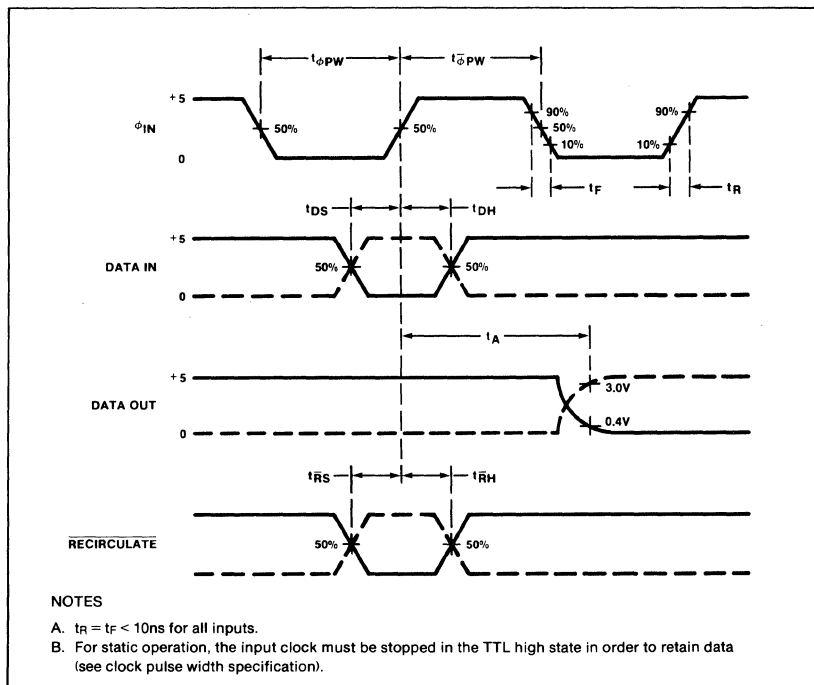 tφPW
tφ̅PW
+5
φIN
0
50%
50%
90%
50%
10%
90%
10%
tF
tR
tDS
tDH
+5
DATA IN
0
50%
50%
tA
+5
DATA OUT
0
3.0V
0.4V
tR̅S
tR̅H
R̅E̅C̅I̅R̅C̅U̅L̅A̅T̅E̅
50%
50%
NOTES
A. tR = tF < 10ns for all inputs.
B. For static operation, the input clock must be stopped in the TTL high state in order to retain data
(see clock pulse width specification).